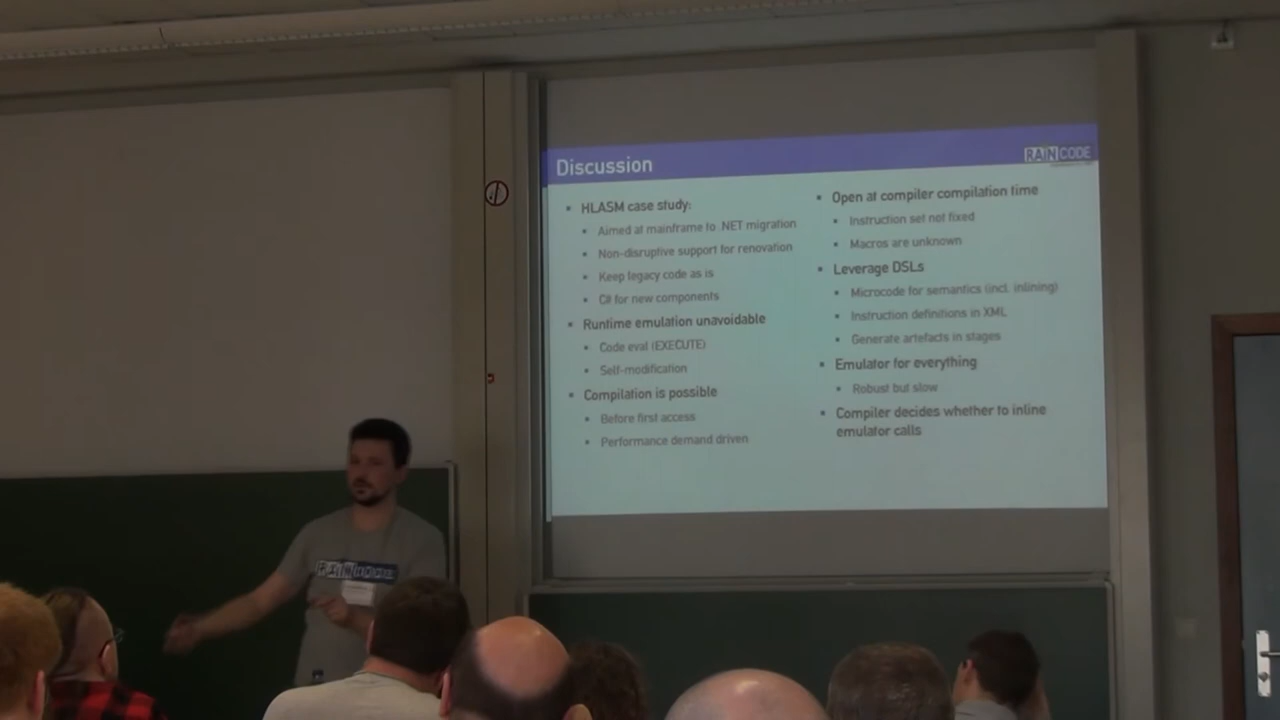 Discussion
RAINCODE
HLASM case study:
Aimed at mainframe to .NET migration
Non-disruptive support for renovation
Keep legacy code as is
C# for new components
Runtime emulation unavoidable
Code eval (EXECUTE)
Self-modification
Compilation is possible
Before first access
Performance demand driven
Open at compiler compilation time
Instruction set not fixed
Macros are unknown
Leverage DSLs
Microcode for semantics (incl. inlining)
Instruction definitions in XML
Generate artefacts in stages
Emulator for everything
Robust but slow
Compiler decides whether to inline
emulator calls